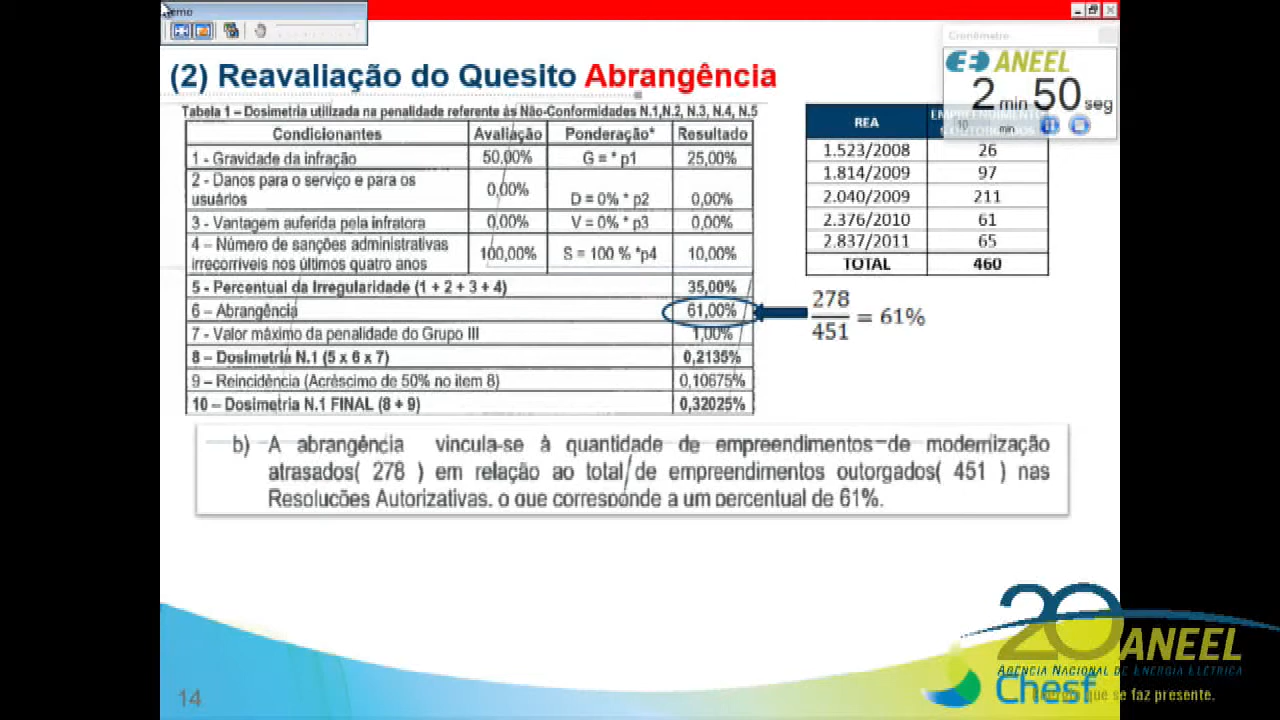 (2) Reavaliação do Quesito Abrangência
Cronômetro
ANEEL
2 min 50 seg
10 min
Tabela 1 – Dosimetria utilizada na penalidade referente às Não-Conformidades N.1,N.2, N.3, N.4, N.5
Condicionantes Avaliação Ponderação* Resultado
1 - Gravidade da infração 50,00% G = * p1 25,00%
2 - Danos para o serviço e para os
usuários 0,00% D = 0% * p2 0,00%
3 - Vantagem auferida pela infratora 0,00% V = 0% * p3 0,00%
4 – Número de sanções administrativas
irrecorríveis nos últimos quatro anos 100,00% S = 100 % *p4 10,00%
5 - Percentual da Irregularidade (1 + 2 + 3 + 4) 35,00%
6 – Abrangência 61,00%
7 - Valor máximo da penalidade do Grupo III 1,00%
8 – Dosimetria N.1 (5 x 6 x 7) 0,2135%
9 – Reincidência (Acréscimo de 50% no item 8) 0,10675%
10 – Dosimetria N.1 FINAL (8 + 9) 0,32025%
REA EMPREENDIMENTOS
1.523/2008 26
1.814/2009 97
2.040/2009 211
2.376/2010 61
2.837/2011 65
TOTAL 460
278
451
= 61%
b) A abrangência vincula-se à quantidade de empreendimentos de modernização
atrasados( 278 ) em relação ao total de empreendimentos outorgados( 451 ) nas
Resoluções Autorizativas, o que corresponde a um percentual de 61%.
14
20 ANEEL
AGÊNCIA NACIONAL DE ENERGIA ELÉTRICA
Chesf
que se faz presente.